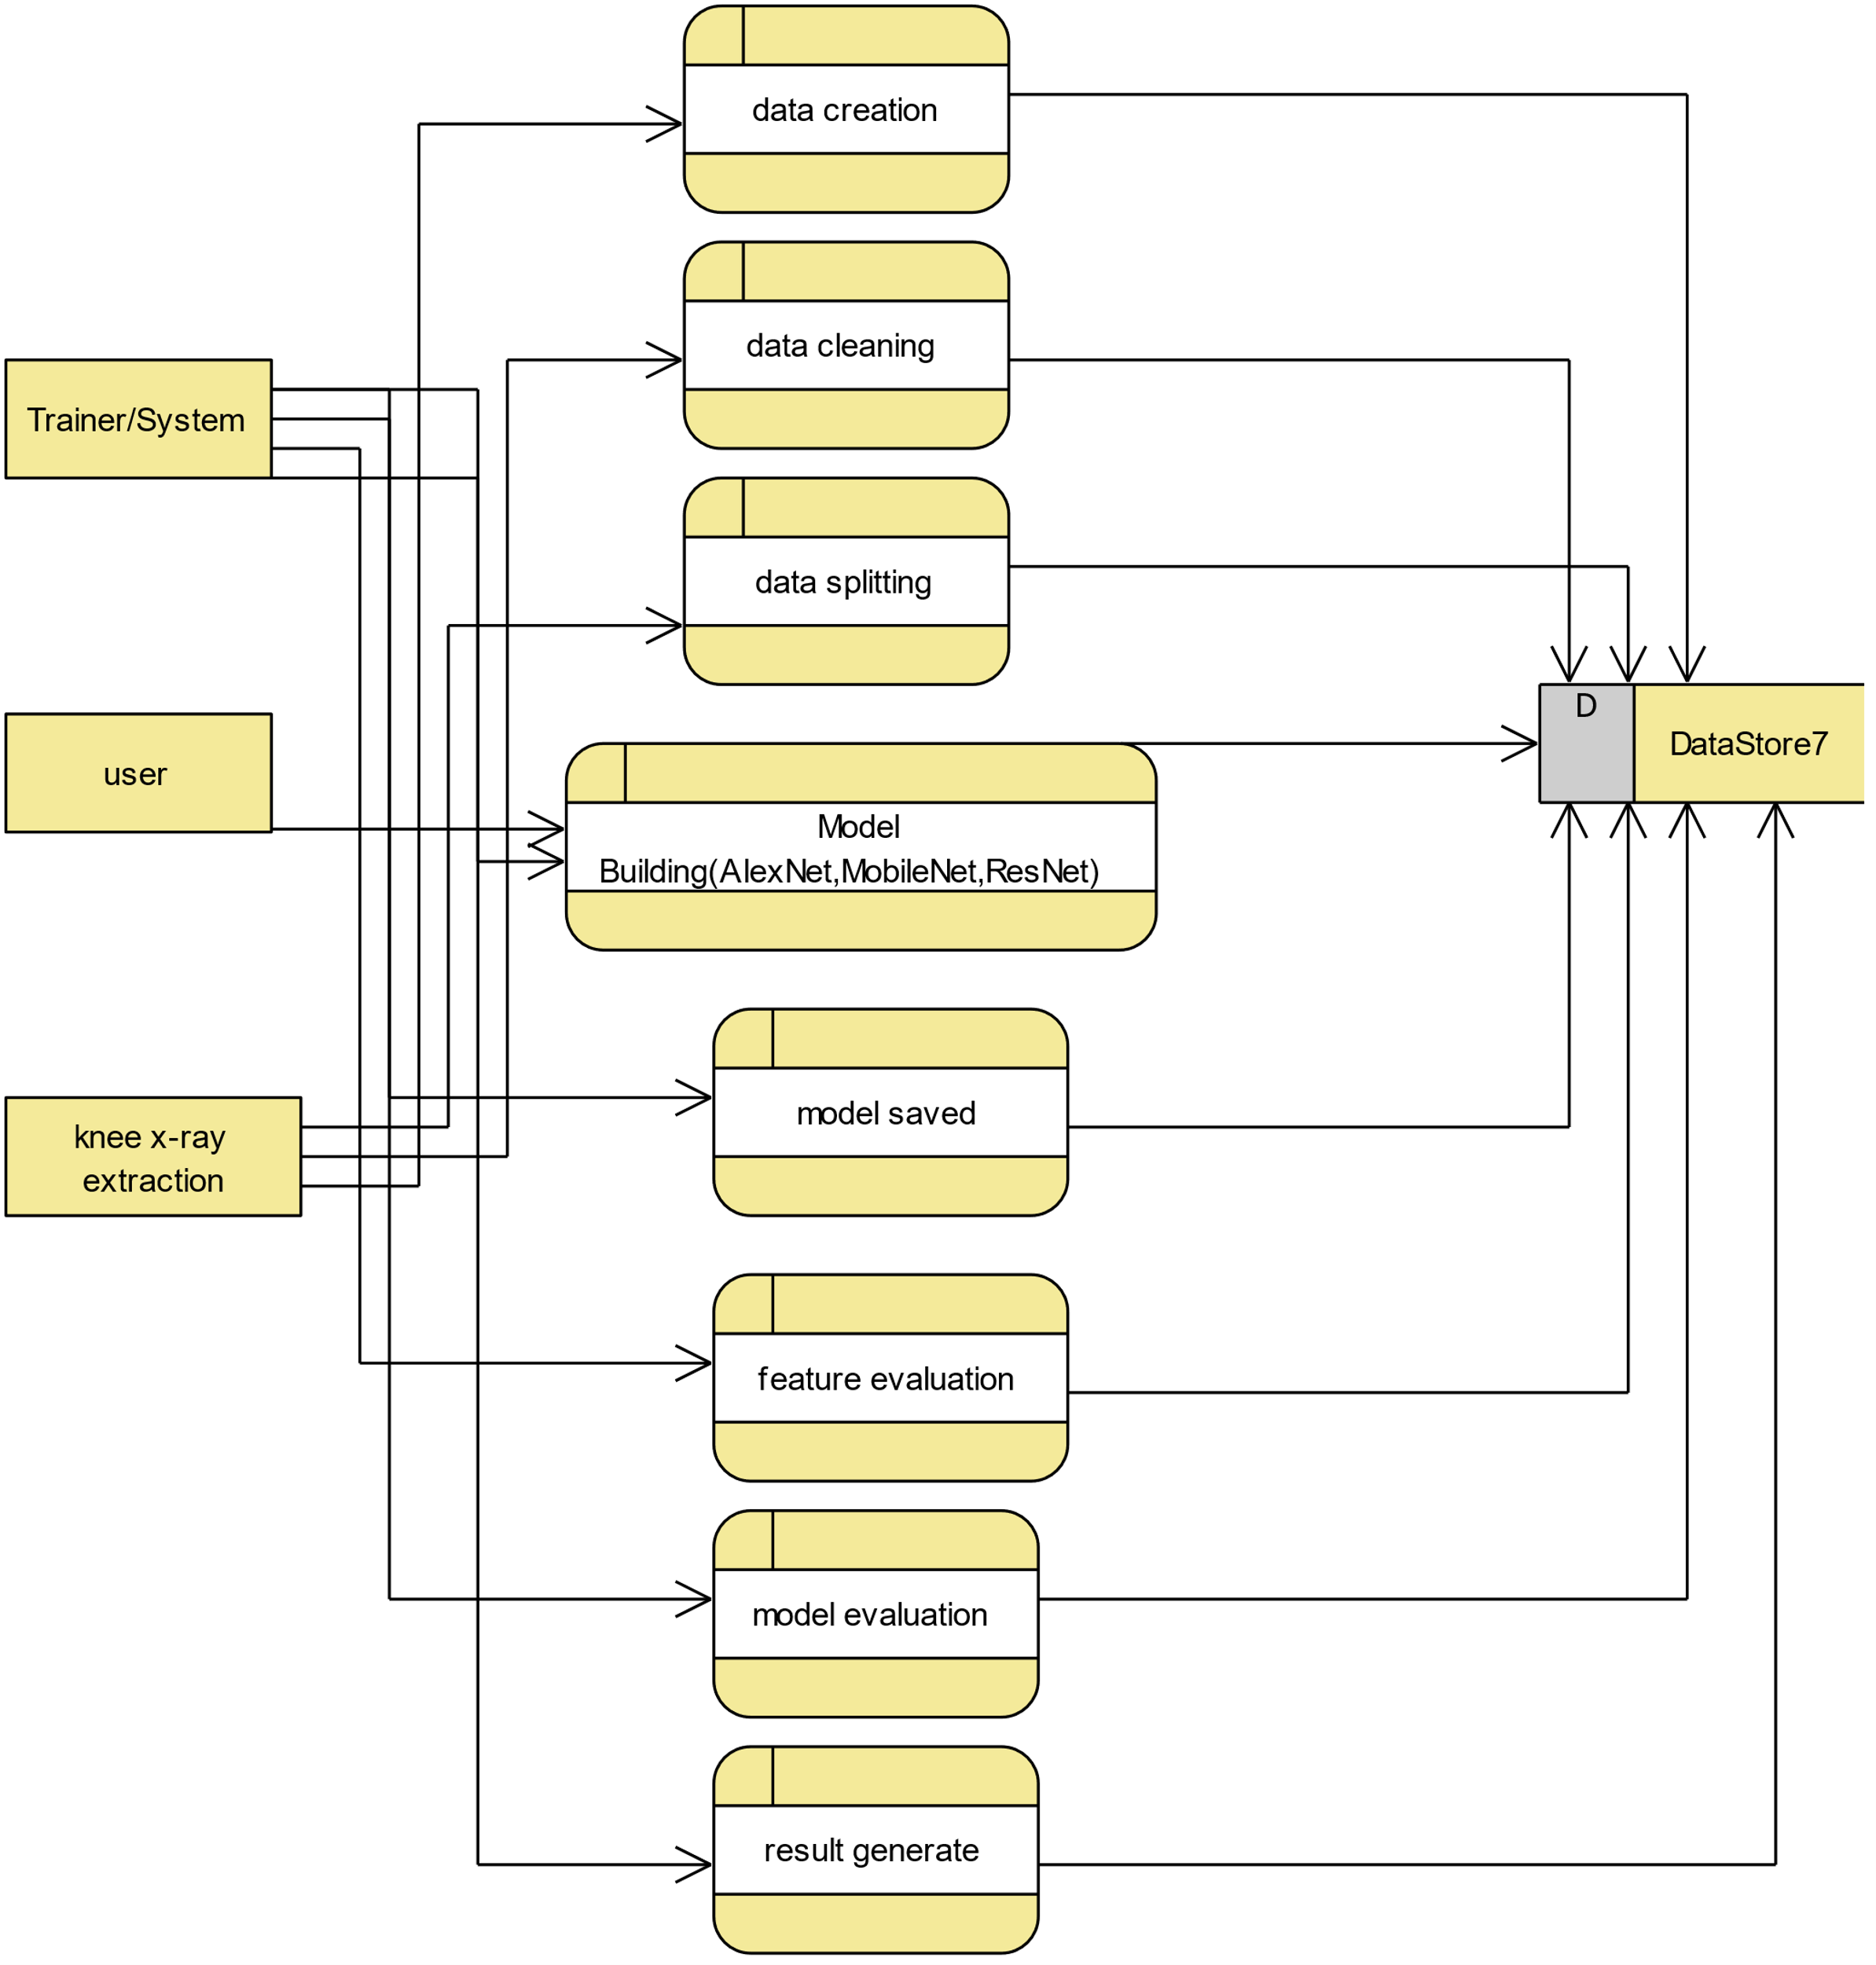 data creation
data cleaning
Trainer/System
data splitting
D
DataStore7
user
Model
Building(AlexNet,MobileNet,ResNet)
model saved
knee x-ray
extraction
feature evaluation
model evaluation
result generate